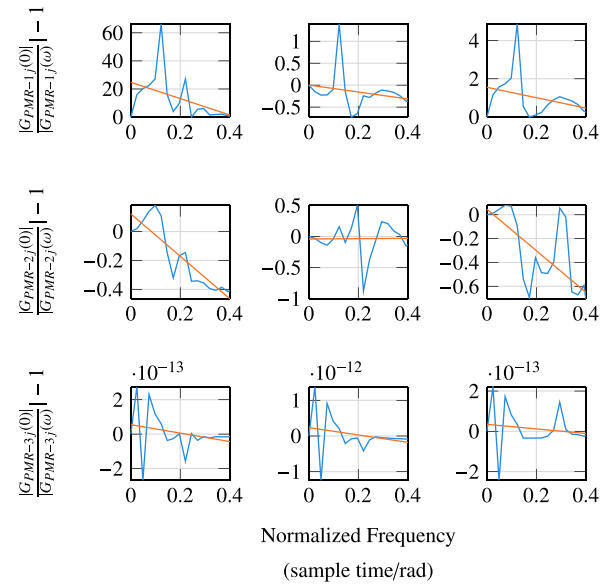 |G_{PMR-1j}(0)|/|G_{PMR-1j}(ω)| - 1
60
40
20
0
0 0.2 0.4
1
0.5
0
−0.5
0 0.2 0.4
4
2
0
0 0.2 0.4
|G_{PMR-2j}(0)|/|G_{PMR-2j}(ω)| - 1
0
−0.2
−0.4
0 0.2 0.4
0.5
0
−0.5
−1
0 0.2 0.4
0
−0.2
−0.4
−0.6
0 0.2 0.4
|G_{PMR-3j}(0)|/|G_{PMR-3j}(ω)| - 1
·10^{−13}
2
0
−2
0 0.2 0.4
·10^{−12}
1
0
−1
0 0.2 0.4
·10^{−13}
2
0
−2
0 0.2 0.4
Normalized Frequency
(sample time/rad)